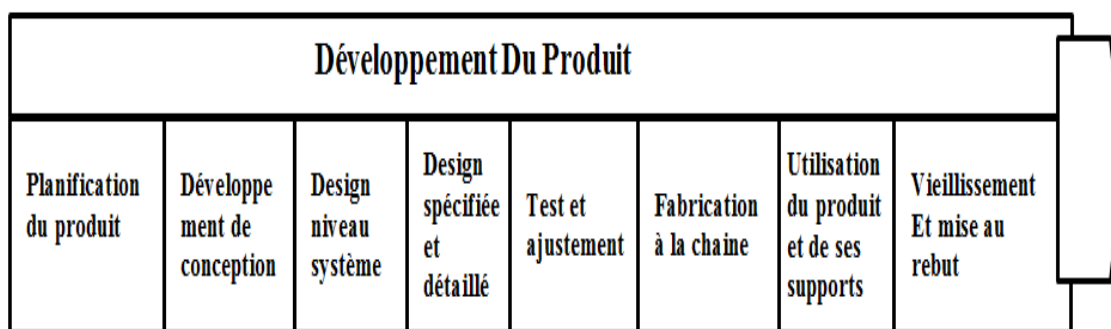 Développement Du Produit
Planification
du produit
Développe
ment de
conception
Design
niveau
système
Design
spécifiée
et
détaillé
Test et
ajustement
Fabrication
à la chaine
Utilisation
du produit
et de ses
supports
Vieillissement
Et mise au
rebut